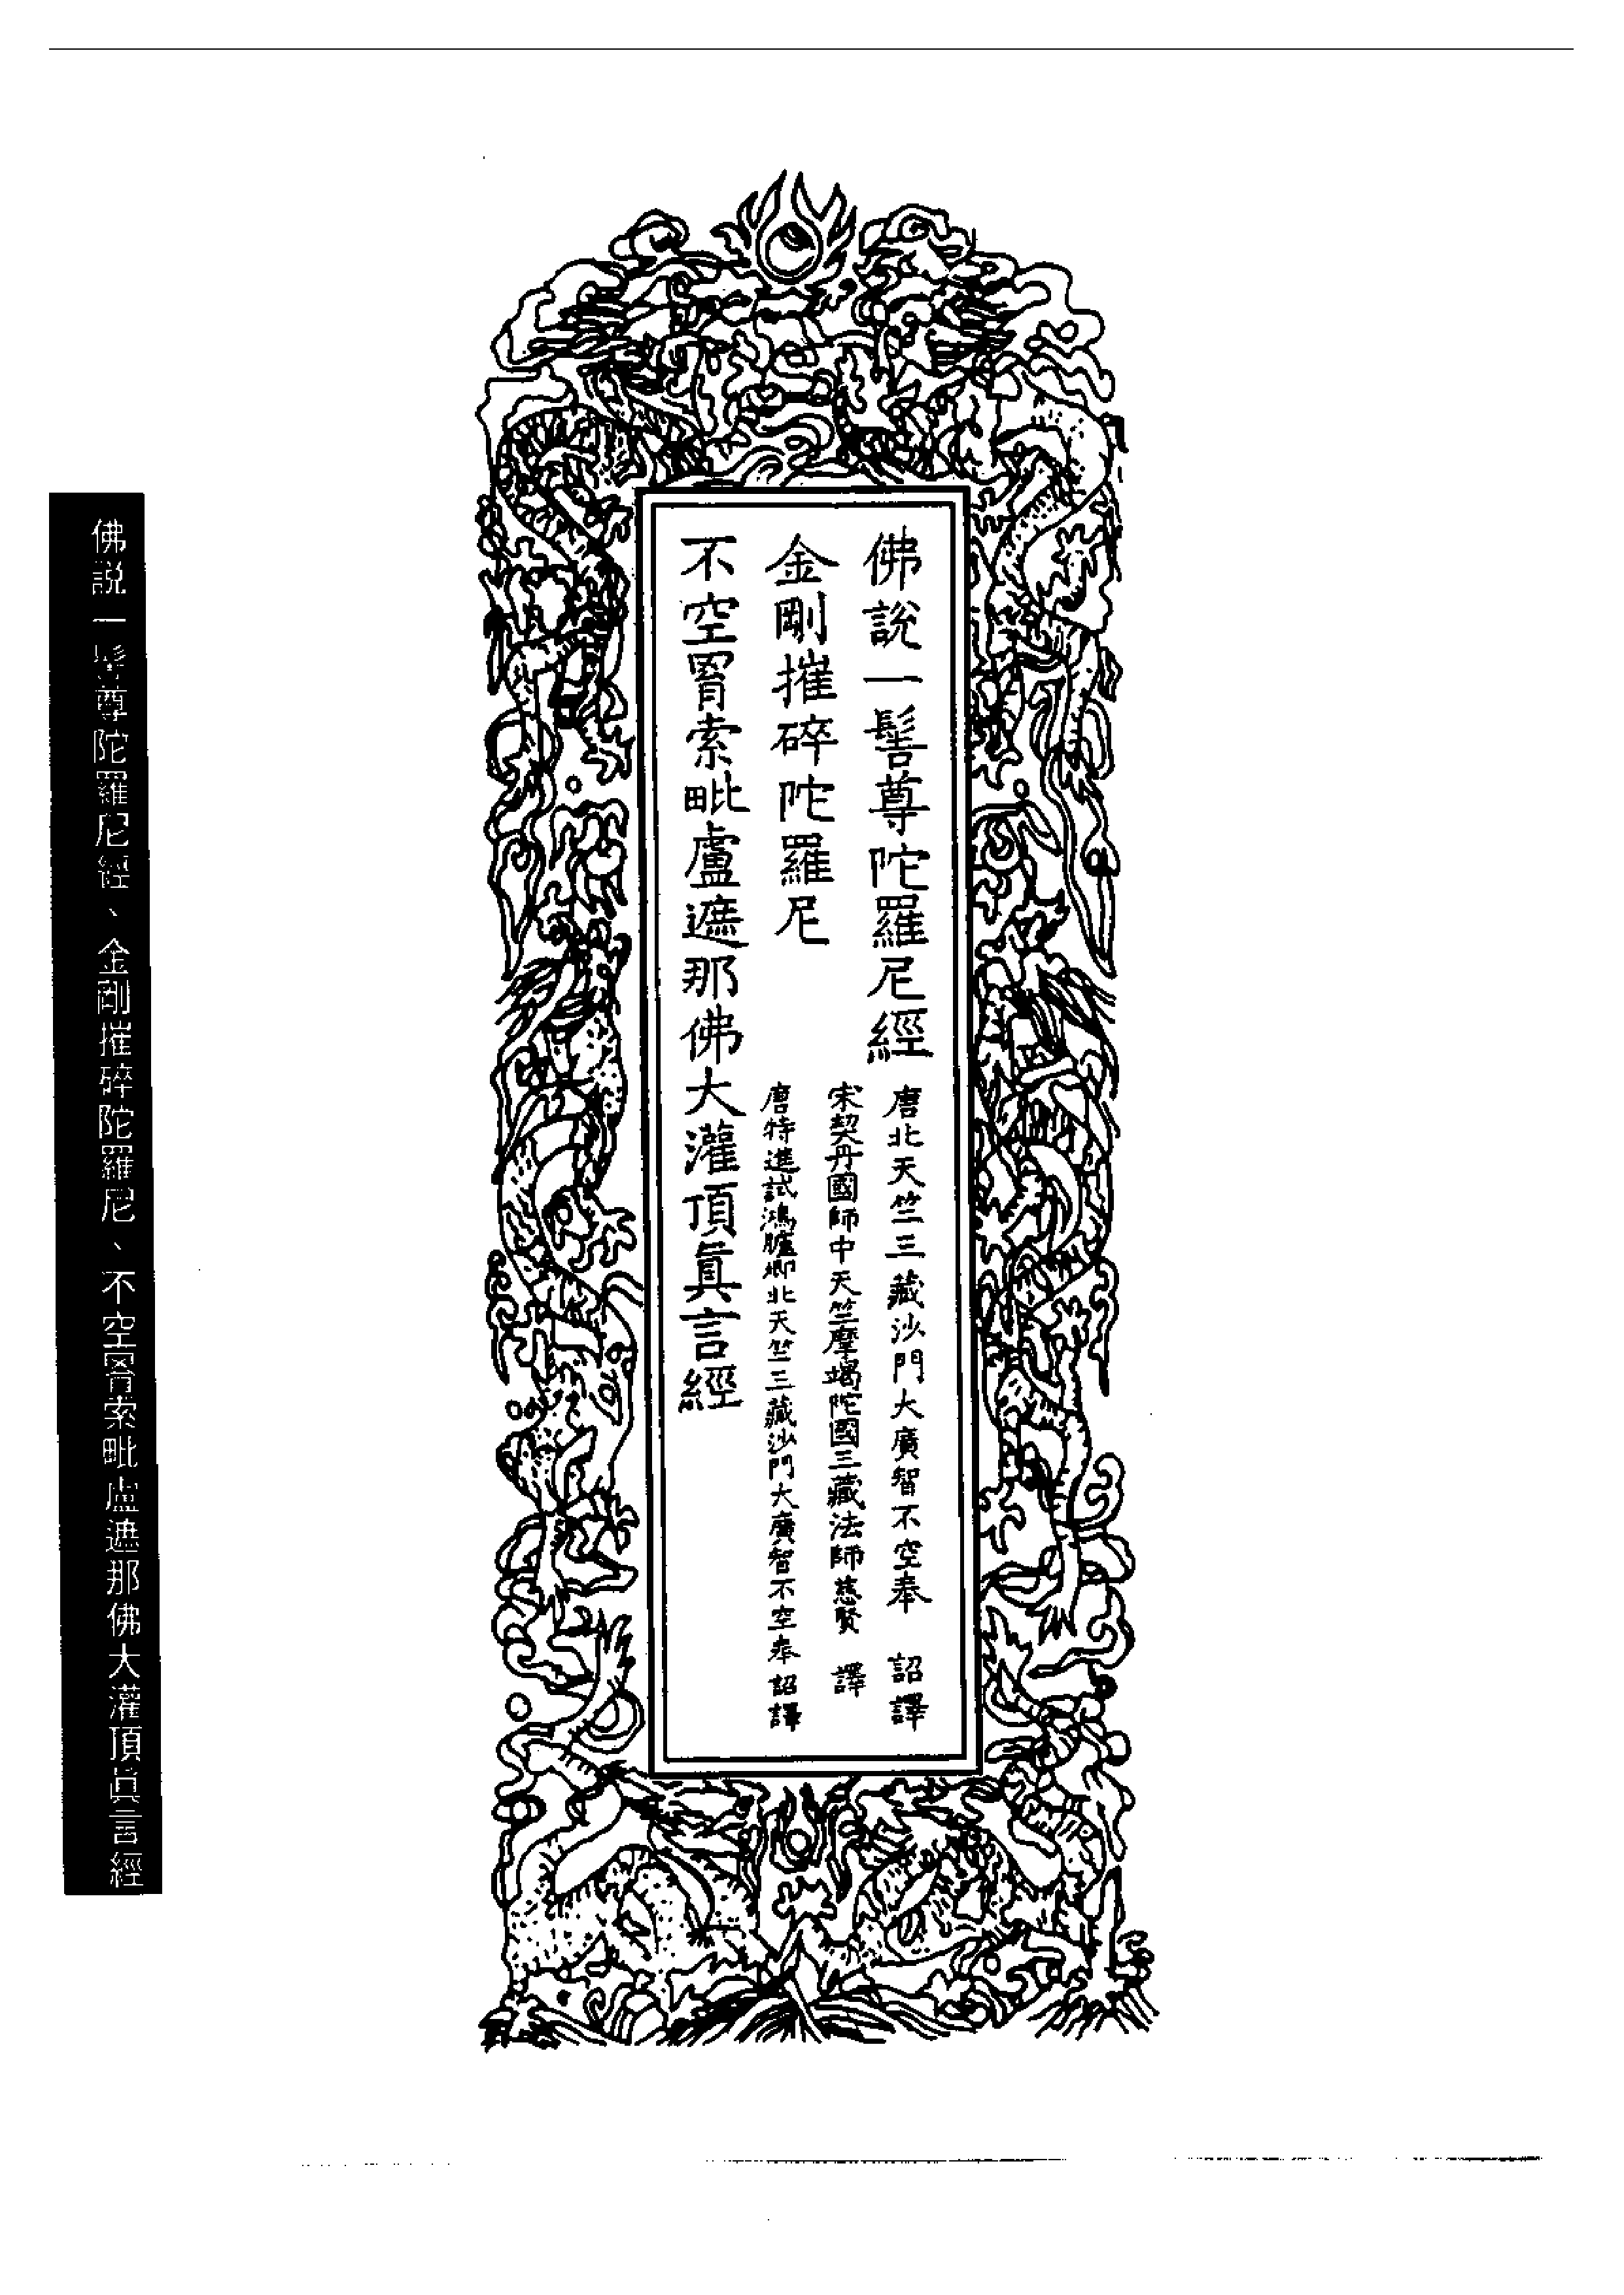 佛說一髻尊陀羅尼經
唐北天竺三藏沙門大廣智不空奉 詔譯
金剛摧碎陀羅尼
宋契丹國師中天竺摩竭陀國三藏法師慈賢 譯
不空罥索毗盧遮那佛大灌頂眞言經
唐特進試鴻臚卿北天竺三藏沙門大廣智不空奉 詔譯
佛説一髻尊陀羅尼經、金剛摧碎陀羅尼、不空罥索毗盧遮那佛大灌頂眞言經